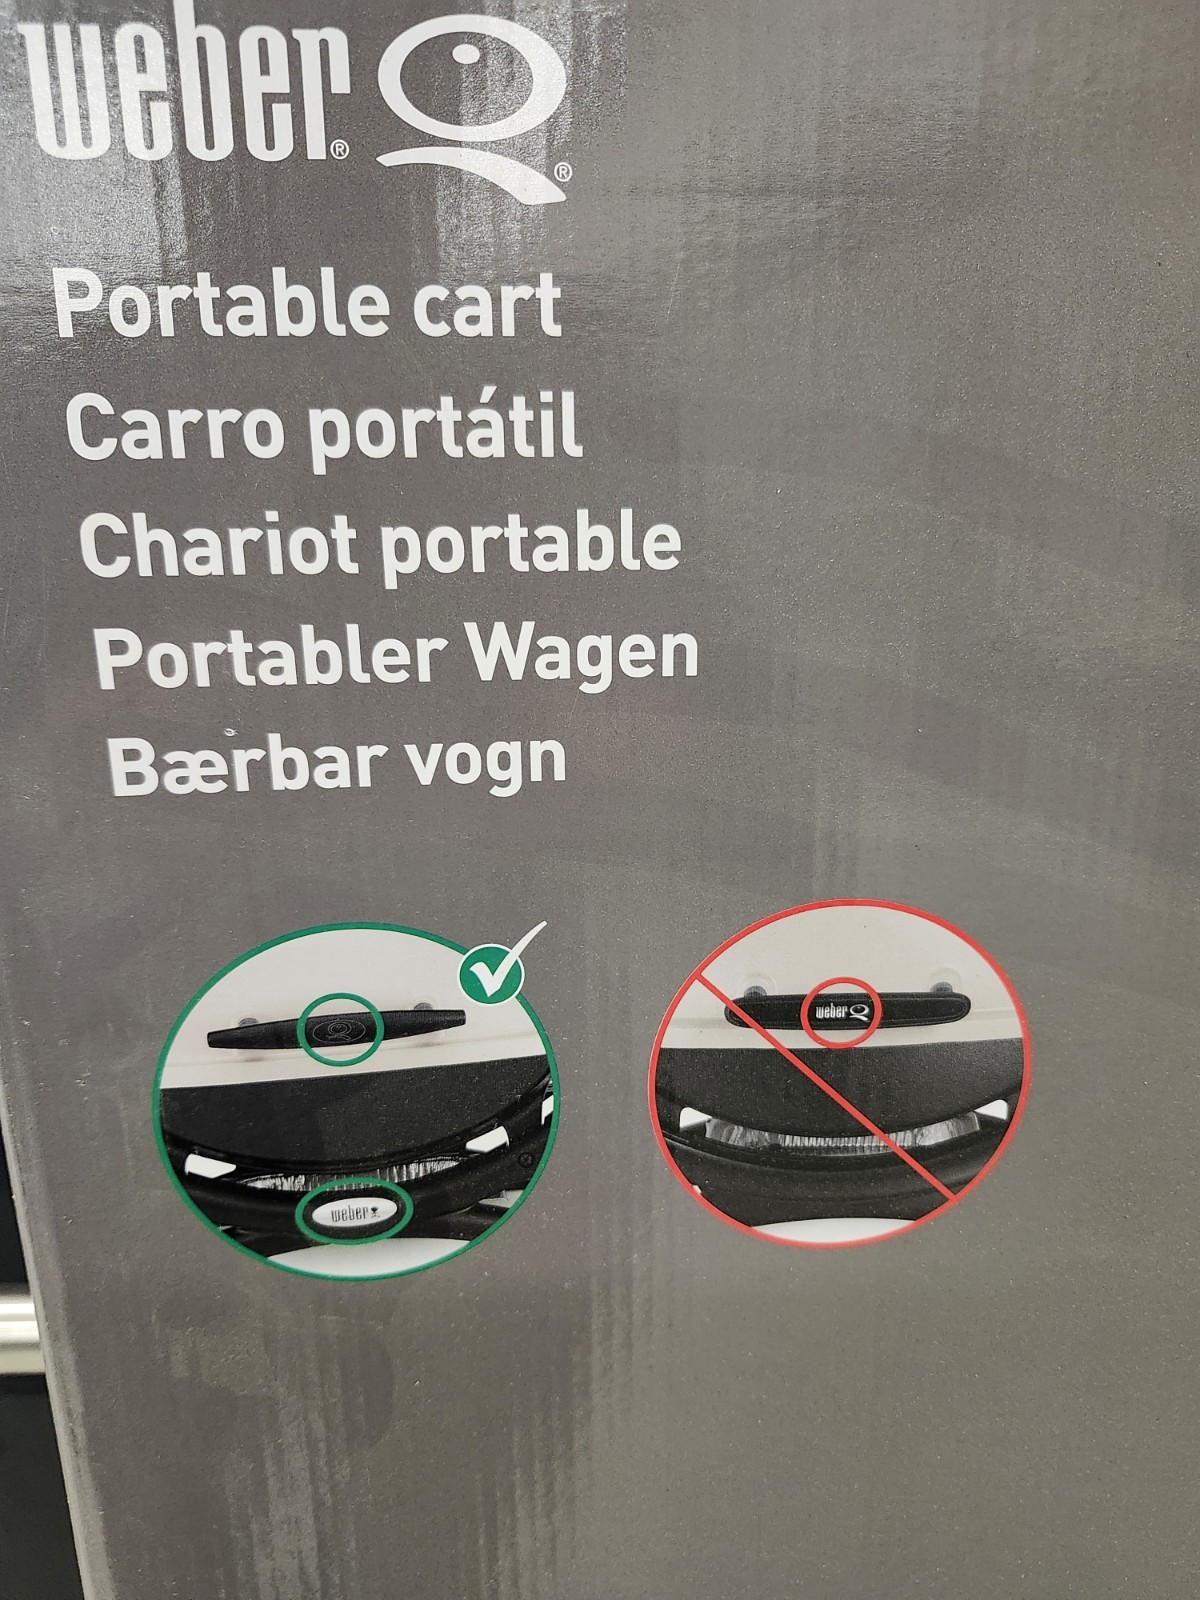 weber® Q®
Portable cart
Carro portátil
Chariot portable
Portabler Wagen
Bærbar vogn
Q
weber
weber Q